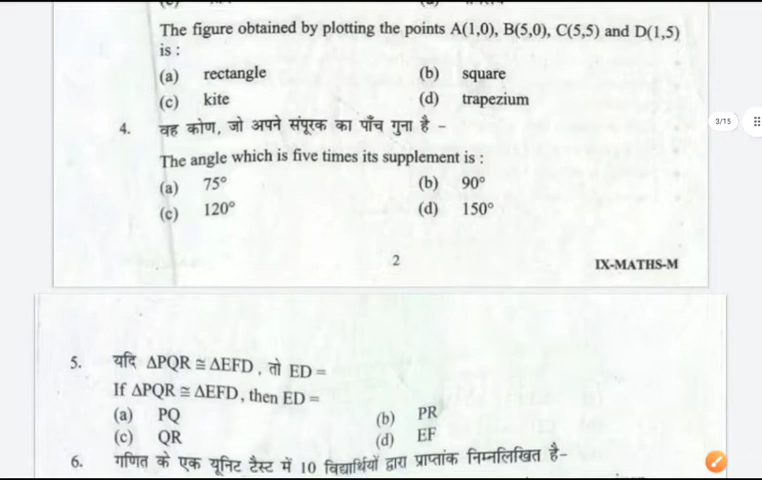 The figure obtained by plotting the points A(1,0), B(5,0), C(5,5) and D(1,5)
is :
(a) rectangle (b) square
(c) kite (d) trapezium
4. वह कोण, जो अपने संपूरक का पाँच गुना है –
The angle which is five times its supplement is :
(a) 75° (b) 90°
(c) 120° (d) 150°
2 IX-MATHS-M
3/15
5. यदि ΔPQR ≅ ΔEFD, तो ED =
If ΔPQR ≅ ΔEFD, then ED =
(a) PQ (b) PR
(c) QR (d) EF
6. गणित के एक यूनिट टैस्ट में 10 विद्यार्थियों द्वारा प्राप्तांक निम्नलिखित है–